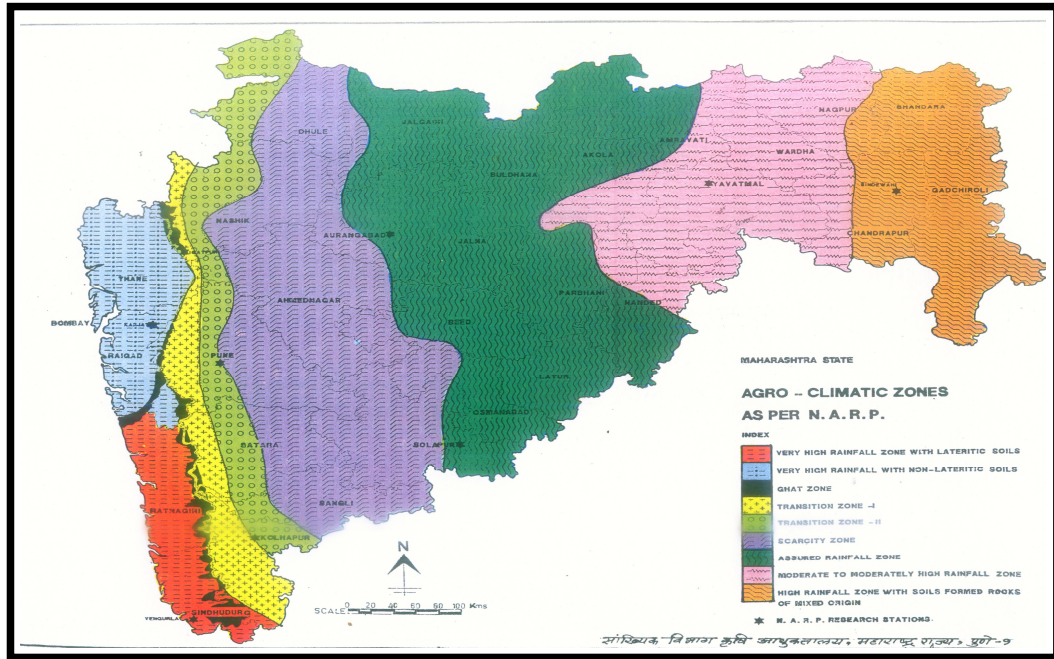 DHULE
JALGAON
AKOLA
AMRAVATI
NAGPUR
BHANDARA
WARDHA
BULDHANA
YAVATMAL
SINDEWAHI
GADCHIROLI
NASHIK
AURANGABAD
JALNA
CHANDRAPUR
THANE
AHMEDNAGAR
PARBHANI
NANDED
BOMBAY
KARJAT
BEED
RAIGAD
PUNE
LATUR
OSMANABAD
SATARA
SOLAPUR
RATNAGIRI
SANGLI
KOLHAPUR
SINDHUDURG
VENGURLA
N
SCALE: 0 20 40 60 80 100 Kms
MAHARASHTRA STATE
AGRO - CLIMATIC ZONES
AS PER N. A. R. P.
INDEX
VERY HIGH RAINFALL ZONE WITH LATERITIC SOILS
VERY HIGH RAINFALL WITH NON-LATERITIC SOILS
GHAT ZONE
TRANSITION ZONE -I
TRANSITION ZONE -II
SCARCITY ZONE
ASSURED RAINFALL ZONE
MODERATE TO MODERATELY HIGH RAINFALL ZONE
HIGH RAINFALL ZONE WITH SOILS FORMED ROCKS
OF MIXED ORIGIN
N. A. R. P. RESEARCH STATIONS
सांख्यिक विभाग कृषि आयुक्तालय, महाराष्ट्र राज्य, पुणे-१